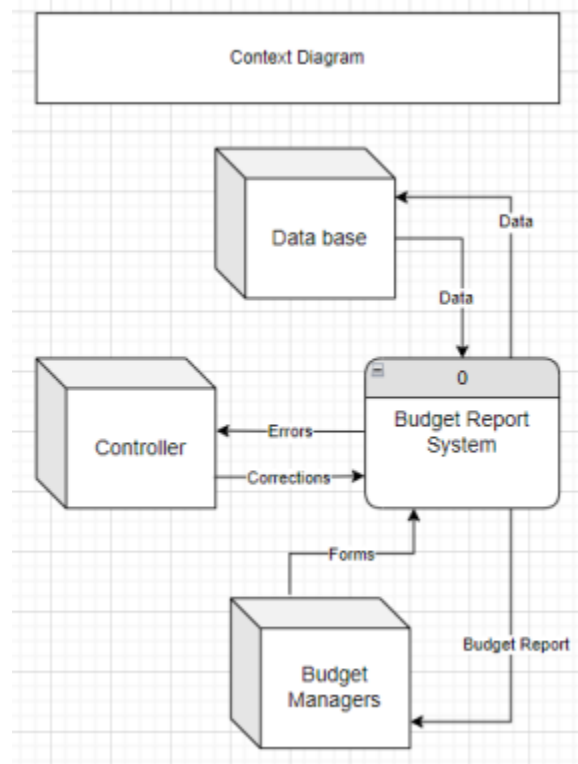 Context Diagram
Data base
Data
Data
0
Budget Report
System
Controller
Errors
Corrections
Forms
Budget Report
Budget
Managers